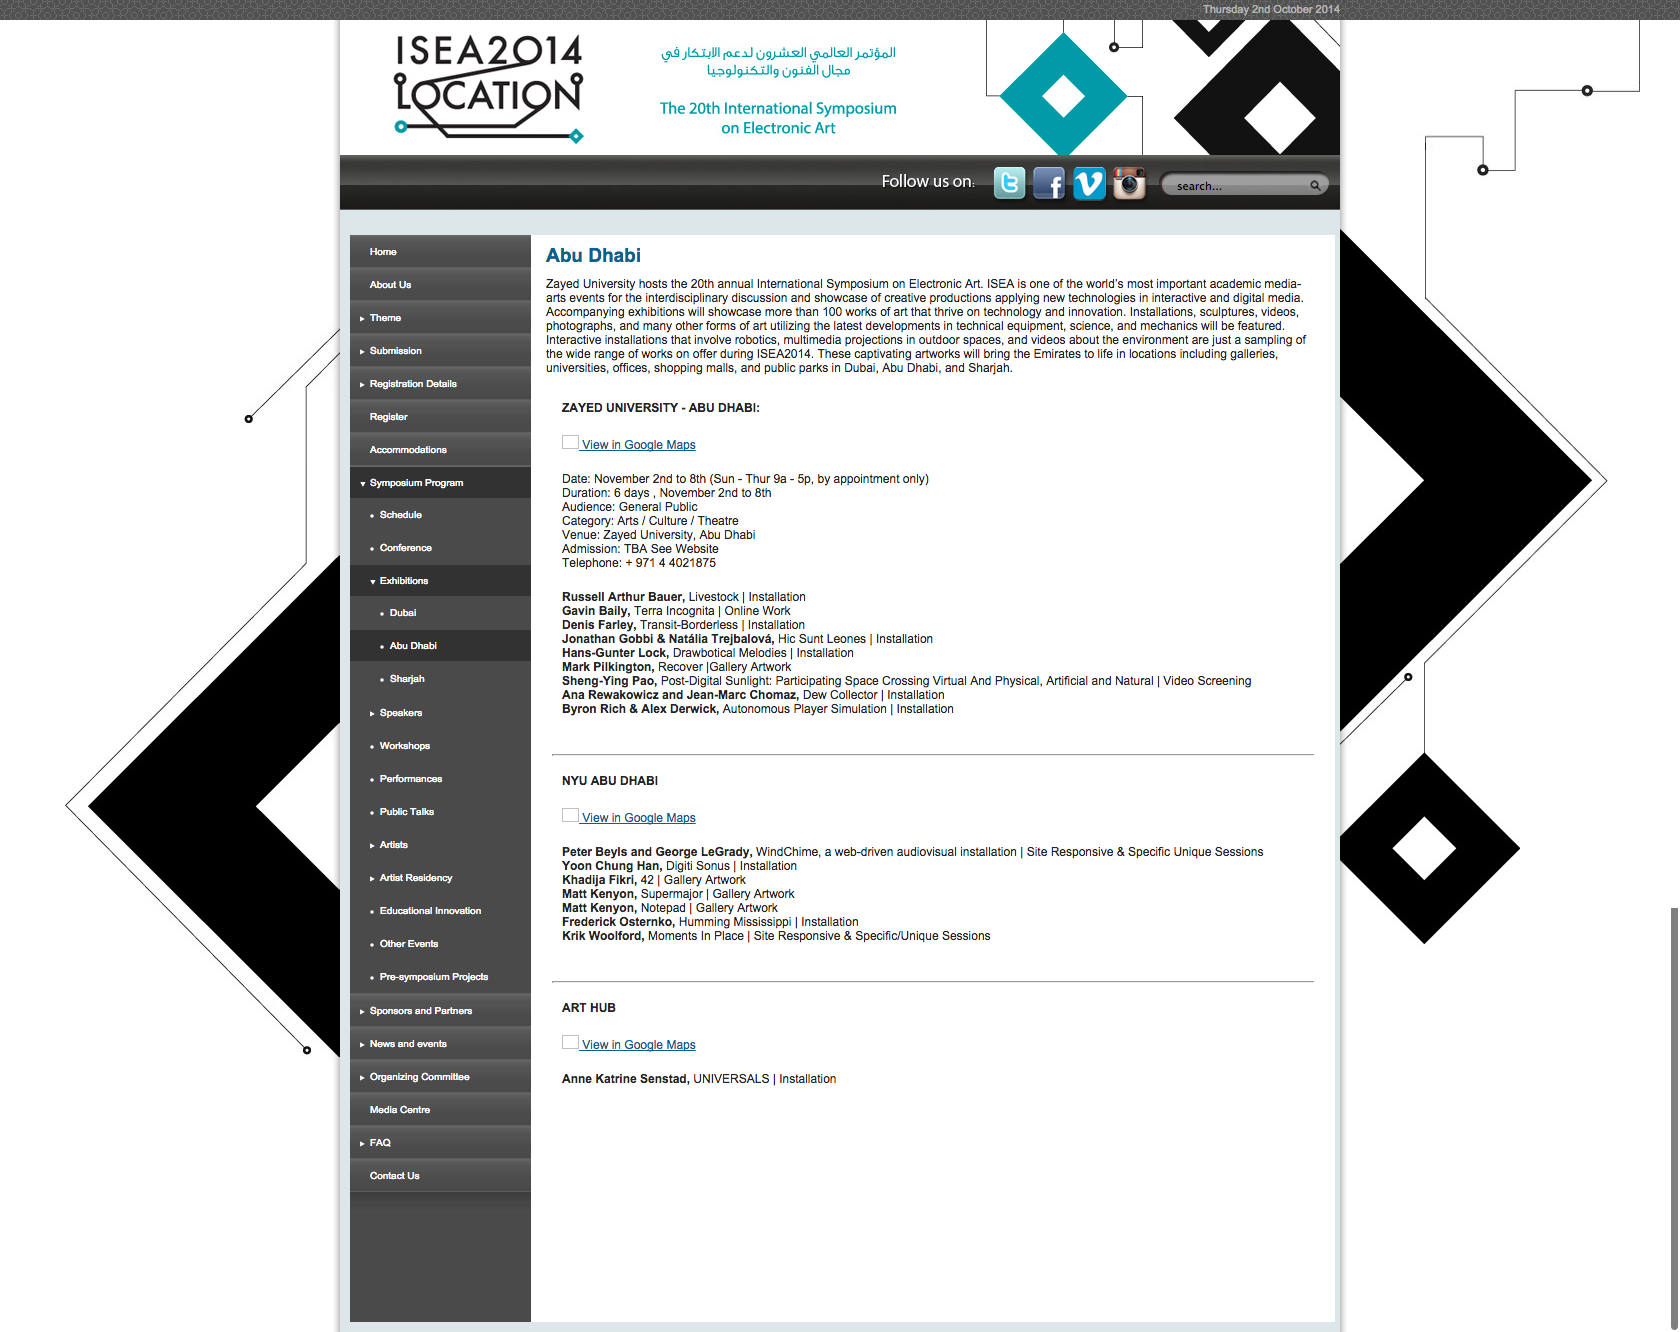 Thursday 2nd October 2014
ISEA2014
LOCATION
المؤتمر العالمي العشرون لدعم الابتكار في
مجال الفنون والتكنولوجيا
The 20th International Symposium
on Electronic Art
Follow us on:
search...
Home
About Us
Theme
Submission
Registration Details
Register
Accommodations
Symposium Program
Schedule
Conference
Exhibitions
Dubai
Abu Dhabi
Sharjah
Speakers
Workshops
Performances
Public Talks
Artists
Artist Residency
Educational Innovation
Other Events
Pre-symposium Projects
Sponsors and Partners
News and events
Organizing Committee
Media Centre
FAQ
Contact Us
Abu Dhabi
Zayed University hosts the 20th annual International Symposium on Electronic Art. ISEA is one of the world's most important academic media-
arts events for the interdisciplinary discussion and showcase of creative productions applying new technologies in interactive and digital media.
Accompanying exhibitions will showcase more than 100 works of art that thrive on technology and innovation. Installations, sculptures, videos,
photographs, and many other forms of art utilizing the latest developments in technical equipment, science, and mechanics will be featured.
Interactive installations that involve robotics, multimedia projections in outdoor spaces, and videos about the environment are just a sampling of
the wide range of works on offer during ISEA2014. These captivating artworks will bring the Emirates to life in locations including galleries,
universities, offices, shopping malls, and public parks in Dubai, Abu Dhabi, and Sharjah.
ZAYED UNIVERSITY - ABU DHABI:
View in Google Maps
Date: November 2nd to 8th (Sun - Thur 9a - 5p, by appointment only)
Duration: 6 days , November 2nd to 8th
Audience: General Public
Category: Arts / Culture / Theatre
Venue: Zayed University, Abu Dhabi
Admission: TBA See Website
Telephone: + 971 4 4021875
Russell Arthur Bauer, Livestock | Installation
Gavin Baily, Terra Incognita | Online Work
Denis Farley, Transit-Borderless | Installation
Jonathan Gobbi & Natália Trejbalová, Hic Sunt Leones | Installation
Hans-Gunter Lock, Drawbotical Melodies | Installation
Mark Pilkington, Recover |Gallery Artwork
Sheng-Ying Pao, Post-Digital Sunlight: Participating Space Crossing Virtual And Physical, Artificial and Natural | Video Screening
Ana Rewakowicz and Jean-Marc Chomaz, Dew Collector | Installation
Byron Rich & Alex Derwick, Autonomous Player Simulation | Installation
NYU ABU DHABI
View in Google Maps
Peter Beyls and George LeGrady, WindChime, a web-driven audiovisual installation | Site Responsive & Specific Unique Sessions
Yoon Chung Han, Digiti Sonus | Installation
Khadija Fikri, 42 | Gallery Artwork
Matt Kenyon, Supermajor | Gallery Artwork
Matt Kenyon, Notepad | Gallery Artwork
Frederick Osternko, Humming Mississippi | Installation
Krik Woolford, Moments In Place | Site Responsive & Specific/Unique Sessions
ART HUB
View in Google Maps
Anne Katrine Senstad, UNIVERSALS | Installation